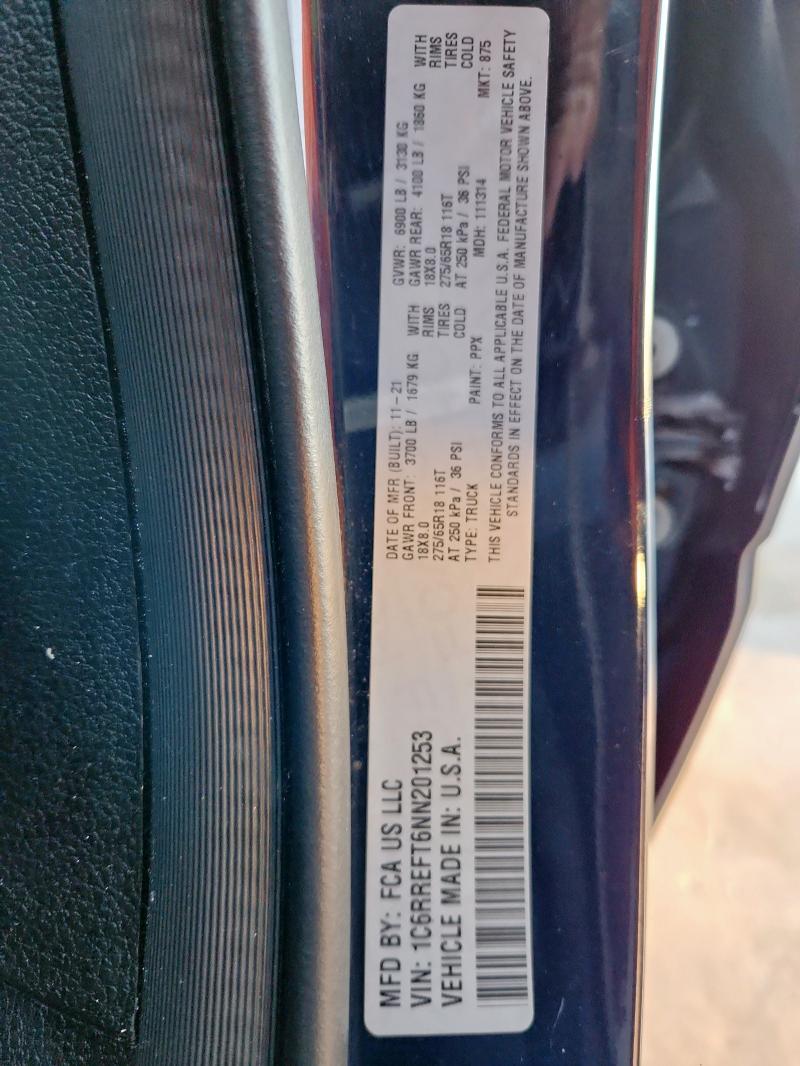 MFD BY: FCA US LLC
VIN: 1C6RREFT6NN201253
VEHICLE MADE IN: U.S.A.
DATE OF MFR (BUILT): 11-21 GVWR: 6900 LB / 3130 KG
GAWR FRONT: 3700 LB / 1679 KG WITH GAWR REAR: 4100 LB / 1860 KG WITH
18X8.0 RIMS 18X8.0 RIMS
275/65R18 116T TIRES 275/65R18 116T TIRES
AT 250 kPa / 36 PSI COLD AT 250 kPa / 36 PSI COLD
TYPE: TRUCK PAINT: PPX MDH: 111314 MKT: 875
THIS VEHICLE CONFORMS TO ALL APPLICABLE U.S.A. FEDERAL MOTOR VEHICLE SAFETY
STANDARDS IN EFFECT ON THE DATE OF MANUFACTURE SHOWN ABOVE.